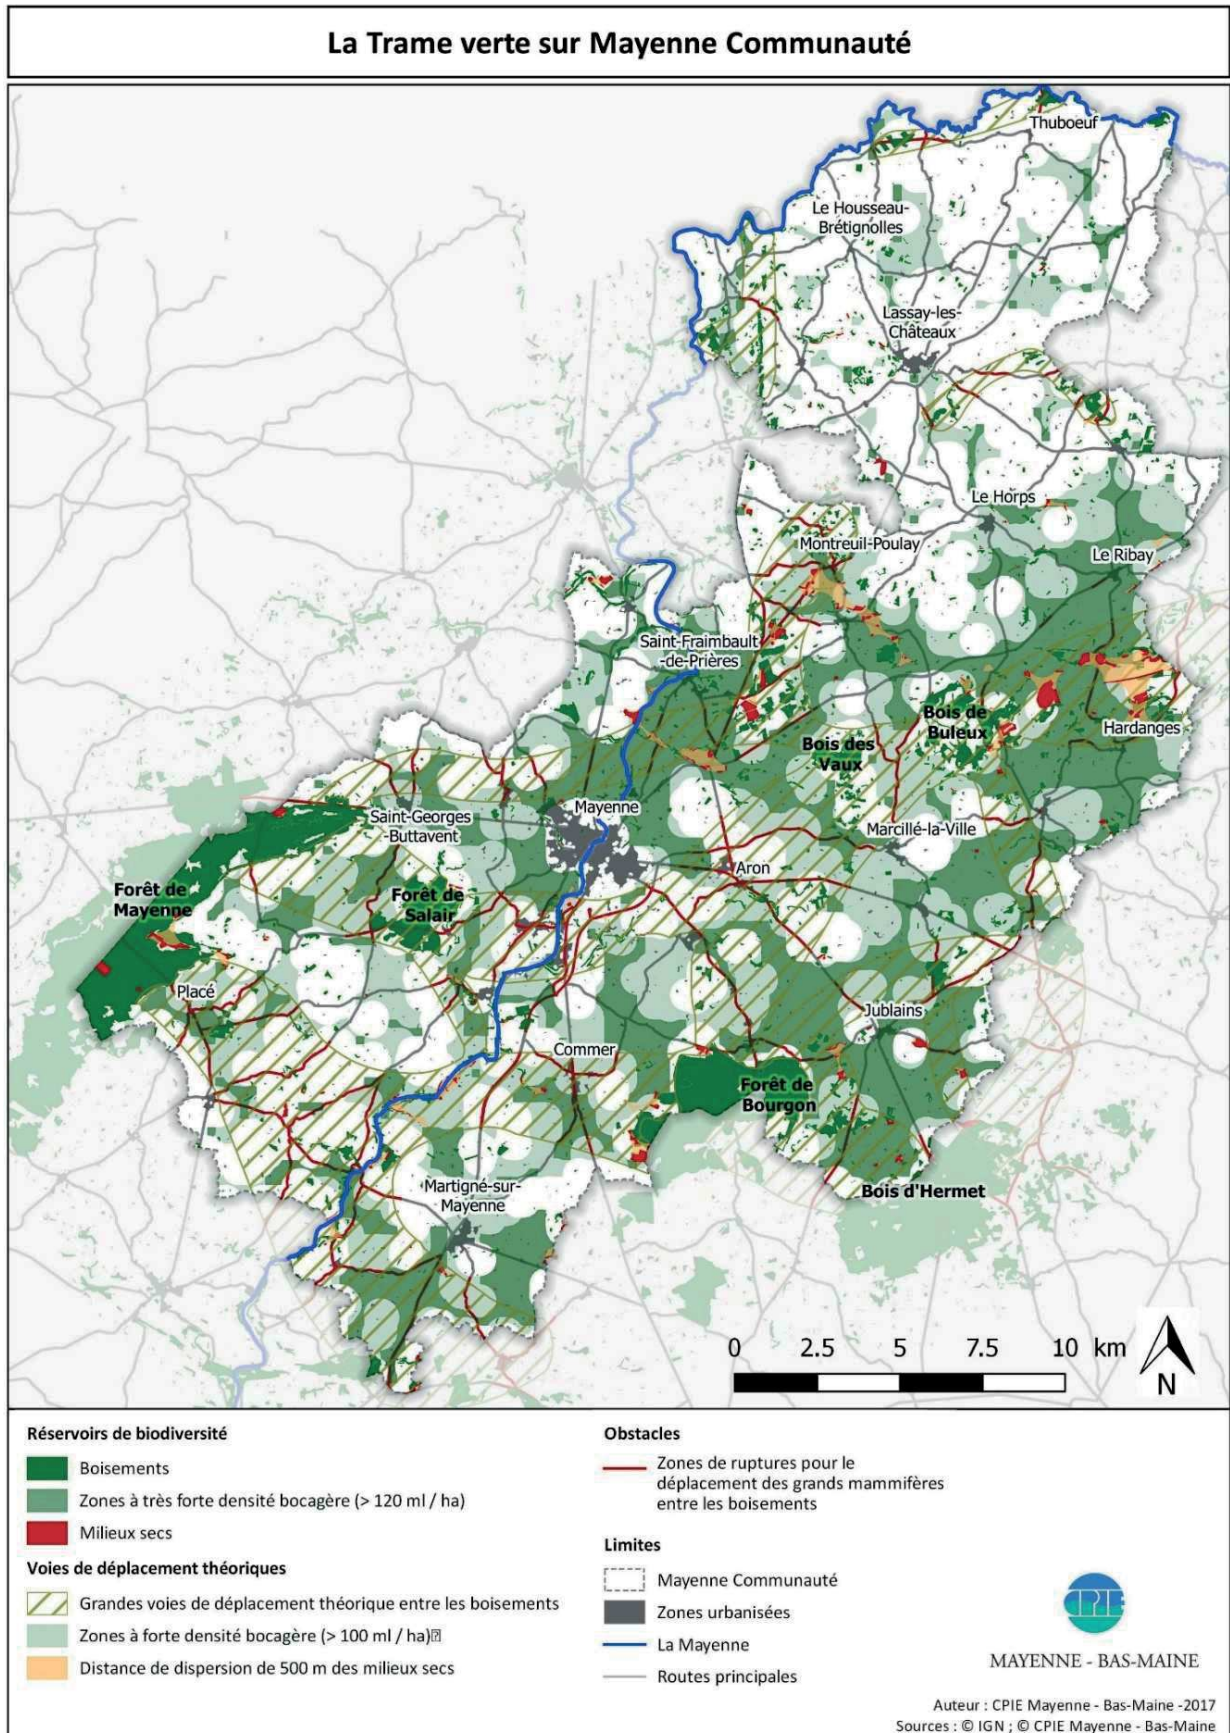 La Trame verte sur Mayenne Communauté
Thuboeuf
Le Housseau-
Brétignolles
Lassay-les-
Châteaux
Le Horps
Montreuil-Poulay
Le Ribay
Saint-Fraimbault
-de-Prières
Bois de
Buleux
Hardanges
Bois des
Vaux
Mayenne
Saint-Georges
-Buttavent
Marcillé-la-Ville
Aron
Forêt de
Mayenne
Forêt de
Salair
Placé
Jublains
Commer
Forêt de
Bourgon
Bois d'Hermet
Martigné-sur-
Mayenne
0 2.5 5 7.5 10 km
N
Réservoirs de biodiversité
Boisements
Zones à très forte densité bocagère (> 120 ml / ha)
Milieux secs
Voies de déplacement théoriques
Grandes voies de déplacement théorique entre les boisements
Zones à forte densité bocagère (> 100 ml / ha)
Distance de dispersion de 500 m des milieux secs
Obstacles
Zones de ruptures pour le
déplacement des grands mammifères
entre les boisements
Limites
Mayenne Communauté
Zones urbanisées
La Mayenne
Routes principales
CPIE
MAYENNE - BAS-MAINE
Auteur : CPIE Mayenne - Bas-Maine -2017
Sources : © IGN ; © CPIE Mayenne - Bas-Maine